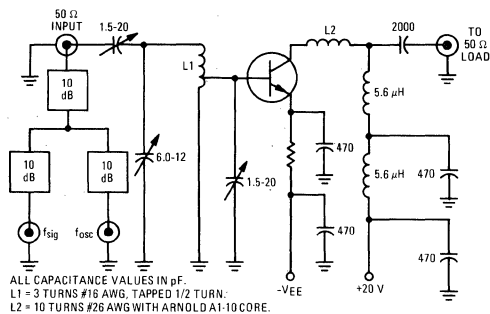 50 Ω
INPUT
1.5-20
L1
6.0-12
1.5-20
10
dB
10
dB
10
dB
fsig
fosc
L2
2000
TO
50 Ω
LOAD
5.6 μH
470
470
5.6 μH
470
470
-VEE
+20 V
ALL CAPACITANCE VALUES IN pF.
L1 = 3 TURNS #16 AWG, TAPPED 1/2 TURN.
L2 = 10 TURNS #26 AWG WITH ARNOLD A1-10 CORE.